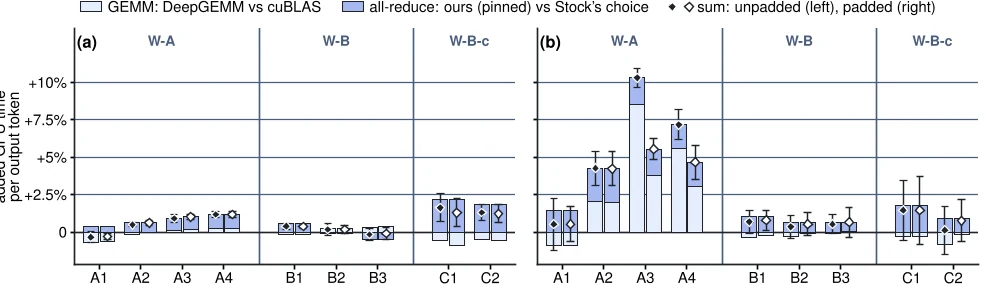 GEMM: DeepGEMM vs cuBLAS all-reduce: ours (pinned) vs Stock's choice sum: unpadded (left), padded (right)
(a) W-A W-B W-B-c (b) W-A W-B W-B-c
per output token
+10%
+7.5%
+5%
+2.5%
0
A1 A2 A3 A4 B1 B2 B3 C1 C2 A1 A2 A3 A4 B1 B2 B3 C1 C2